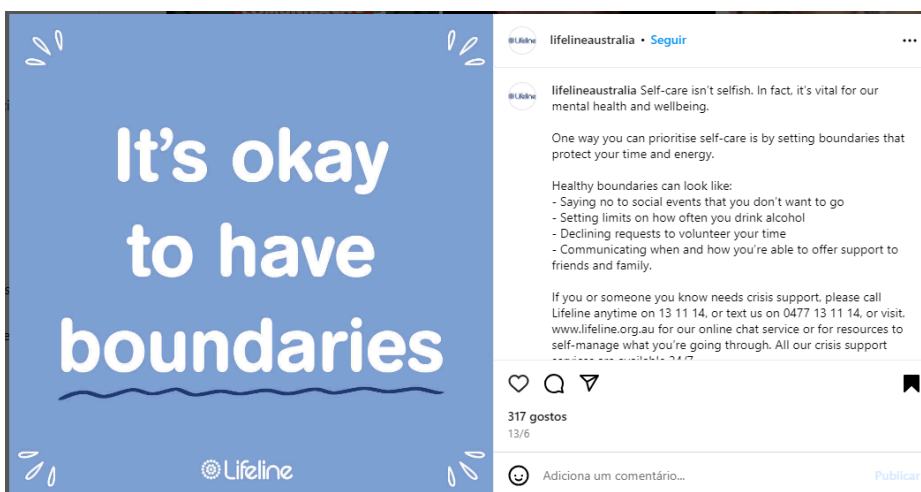 It's okay
to have
boundaries
Lifeline
lifelineaustralia • Seguir
lifelineaustralia Self-care isn't selfish. In fact, it's vital for our
mental health and wellbeing.
One way you can prioritise self-care is by setting boundaries that
protect your time and energy.
Healthy boundaries can look like:
- Saying no to social events that you don't want to go
- Setting limits on how often you drink alcohol
- Declining requests to volunteer your time
- Communicating when and how you're able to offer support to
friends and family.
If you or someone you know needs crisis support, please call
Lifeline anytime on 13 11 14, or text us on 0477 13 11 14, or visit.
www.lifeline.org.au for our online chat service or for resources to
self-manage what you're going through. All our crisis support
services are available 24/7
317 gostos
13/6
Adiciona um comentário...
Publicar